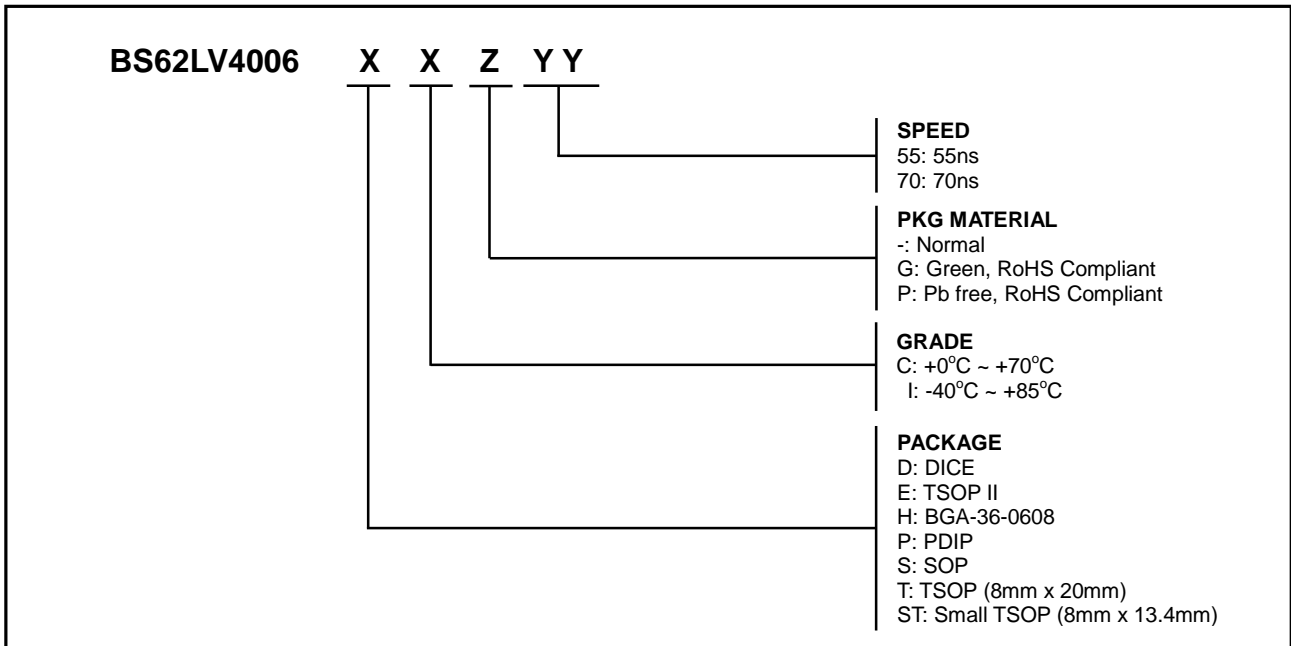 BS62LV4006 X X Z Y Y
SPEED
55: 55ns
70: 70ns
PKG MATERIAL
-: Normal
G: Green, RoHS Compliant
P: Pb free, RoHS Compliant
GRADE
C: +0°C ~ +70°C
I: -40°C ~ +85°C
PACKAGE
D: DICE
E: TSOP II
H: BGA-36-0608
P: PDIP
S: SOP
T: TSOP (8mm x 20mm)
ST: Small TSOP (8mm x 13.4mm)